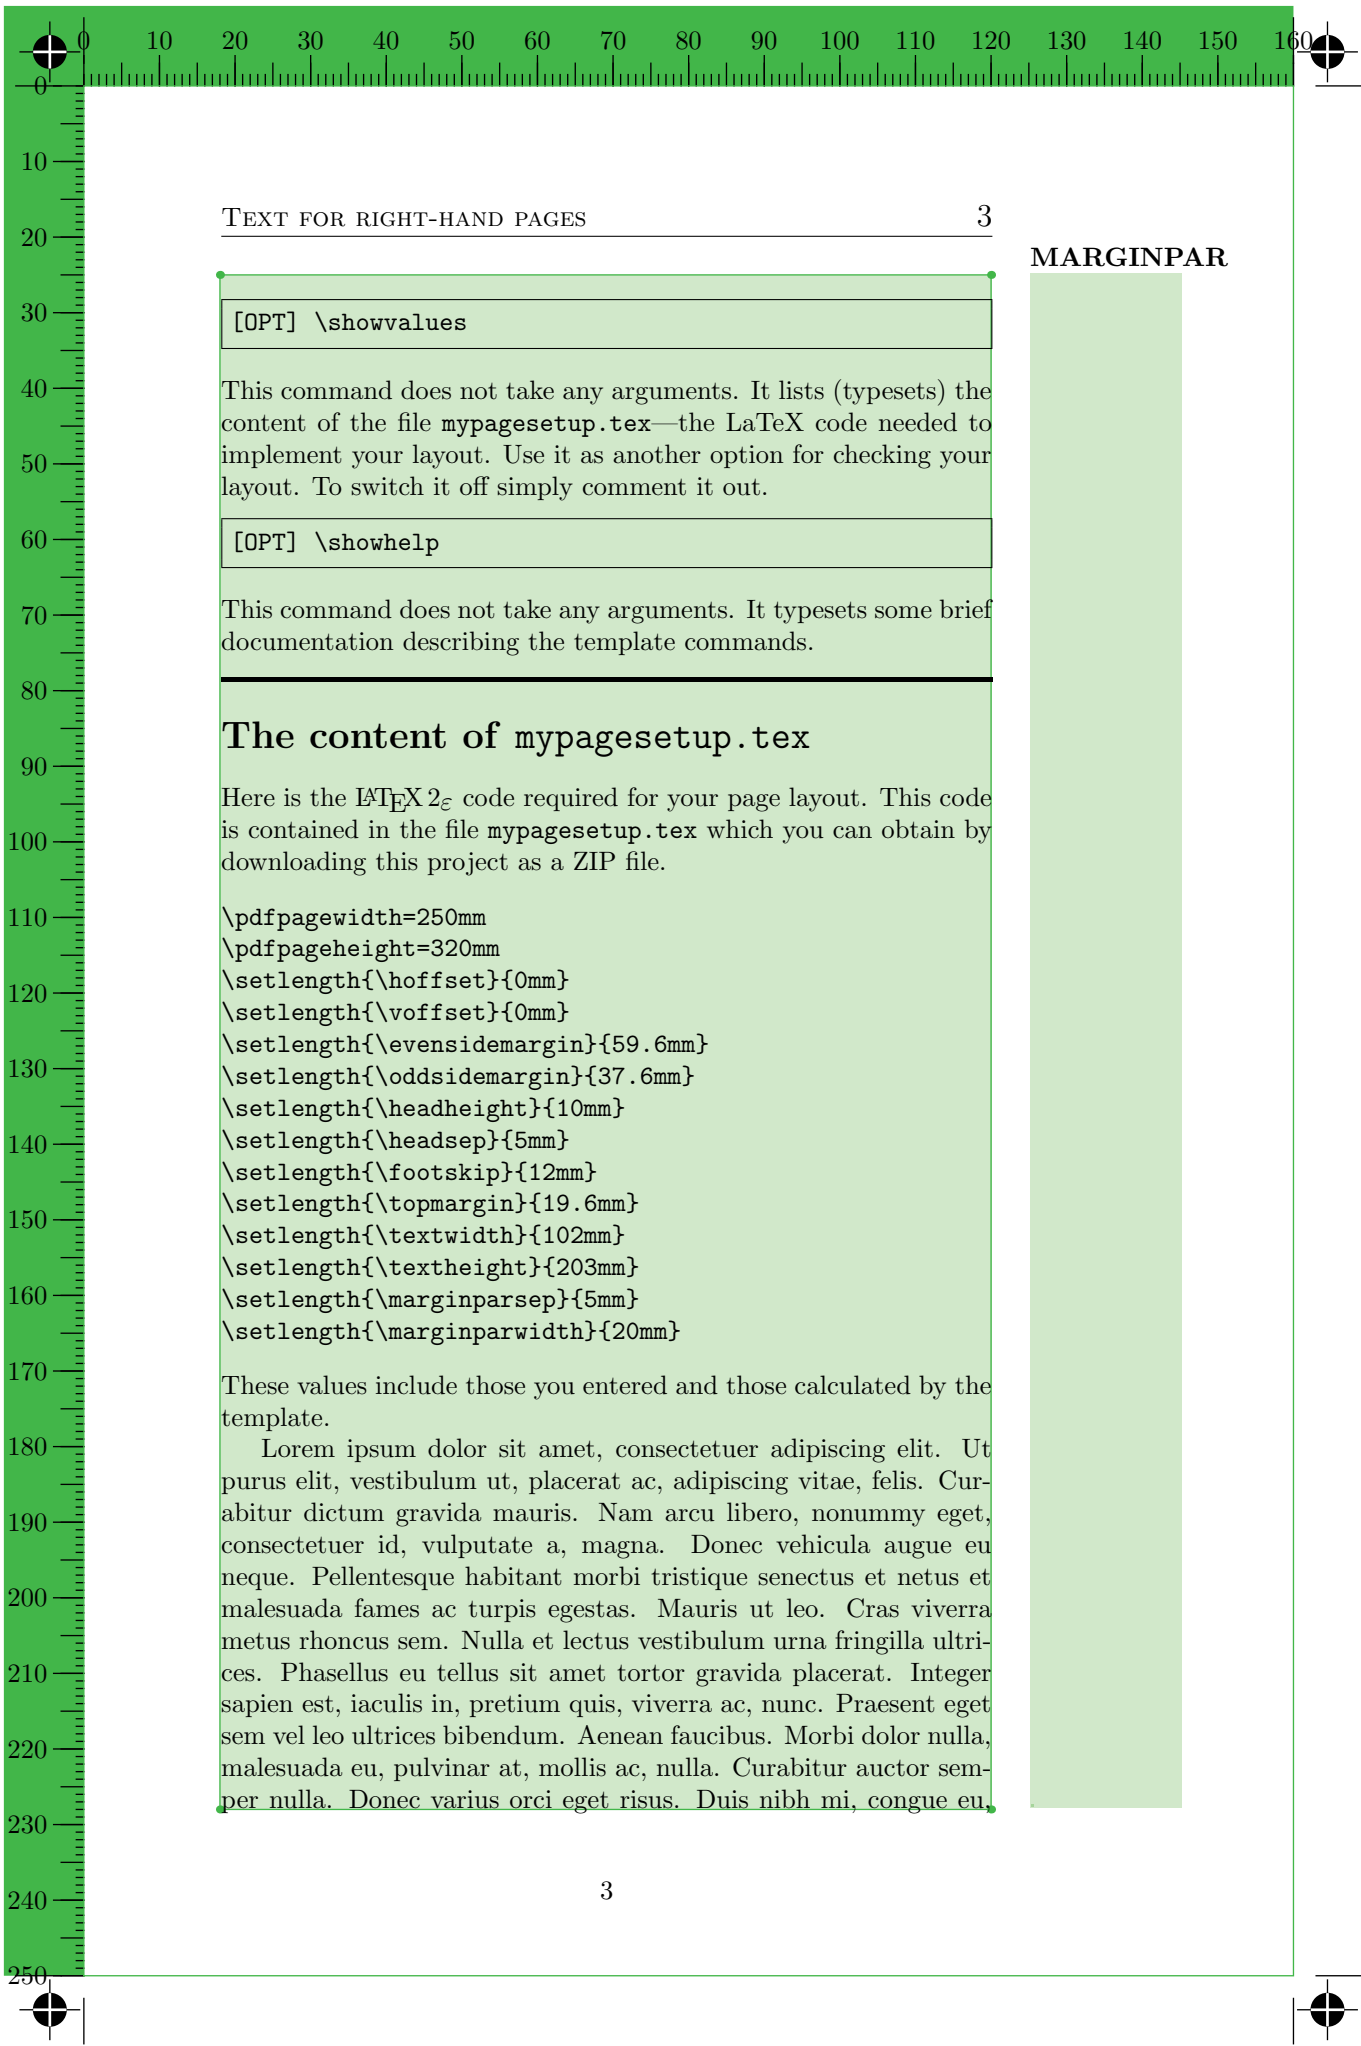 0 10 20 30 40 50 60 70 80 90 100 110 120 130 140 150 160
0
10
20
30
40
50
60
70
80
90
100
110
120
130
140
150
160
170
180
190
200
210
220
230
240
250
Text for right-hand pages 3
MARGINPAR
[OPT] \showvalues
This command does not take any arguments. It lists (typesets) the
content of the file mypagesetup.tex—the LaTeX code needed to
implement your layout. Use it as another option for checking your
layout. To switch it off simply comment it out.
[OPT] \showhelp
This command does not take any arguments. It typesets some brief
documentation describing the template commands.
The content of mypagesetup.tex
Here is the LATEX 2ε code required for your page layout. This code
is contained in the file mypagesetup.tex which you can obtain by
downloading this project as a ZIP file.
\pdfpagewidth=250mm
\pdfpageheight=320mm
\setlength{\hoffset}{0mm}
\setlength{\voffset}{0mm}
\setlength{\evensidemargin}{59.6mm}
\setlength{\oddsidemargin}{37.6mm}
\setlength{\headheight}{10mm}
\setlength{\headsep}{5mm}
\setlength{\footskip}{12mm}
\setlength{\topmargin}{19.6mm}
\setlength{\textwidth}{102mm}
\setlength{\textheight}{203mm}
\setlength{\marginparsep}{5mm}
\setlength{\marginparwidth}{20mm}
These values include those you entered and those calculated by the
template.
Lorem ipsum dolor sit amet, consectetuer adipiscing elit. Ut
purus elit, vestibulum ut, placerat ac, adipiscing vitae, felis. Cur-
abitur dictum gravida mauris. Nam arcu libero, nonummy eget,
consectetuer id, vulputate a, magna. Donec vehicula augue eu
neque. Pellentesque habitant morbi tristique senectus et netus et
malesuada fames ac turpis egestas. Mauris ut leo. Cras viverra
metus rhoncus sem. Nulla et lectus vestibulum urna fringilla ultri-
ces. Phasellus eu tellus sit amet tortor gravida placerat. Integer
sapien est, iaculis in, pretium quis, viverra ac, nunc. Praesent eget
sem vel leo ultrices bibendum. Aenean faucibus. Morbi dolor nulla,
malesuada eu, pulvinar at, mollis ac, nulla. Curabitur auctor sem-
per nulla. Donec varius orci eget risus. Duis nibh mi, congue eu,
3